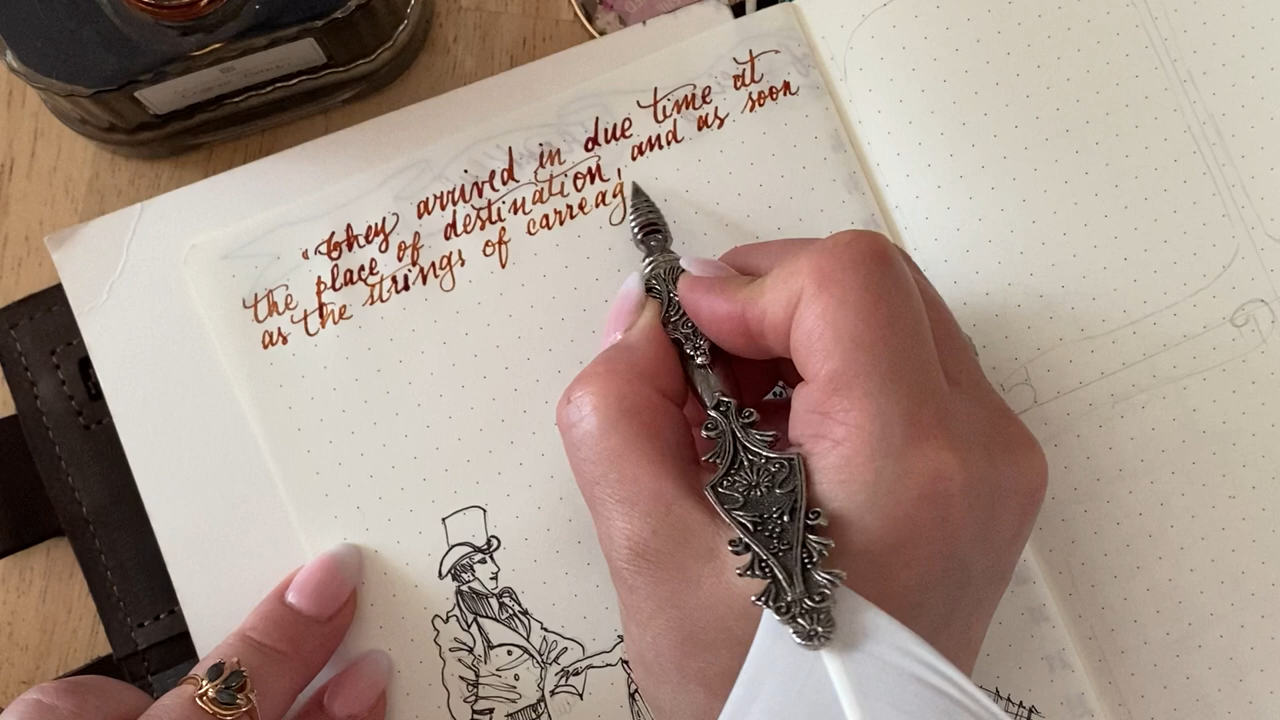 "They arrived in due time at
the place of destination, and as soon
as the strings of carreag